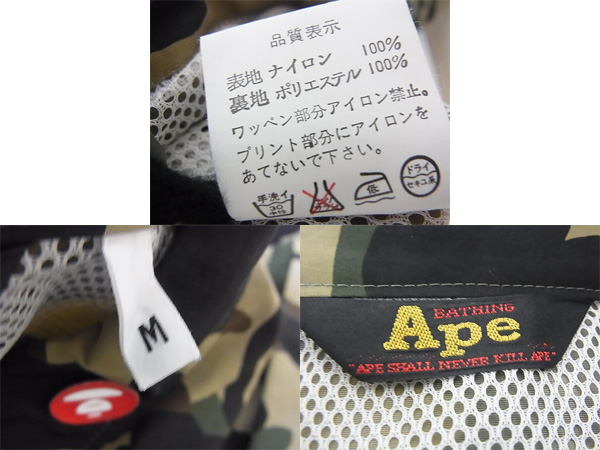 品質表示
表地 ナイロン 100%
裏地 ポリエステル 100%
ワッペン部分アイロン禁止。
プリント部分にアイロンを
あてないで下さい。
手洗イ
30
中性
低
ドライ
セキユ系
M
BATHING
Ape
"APE SHALL NEVER KILL APE"